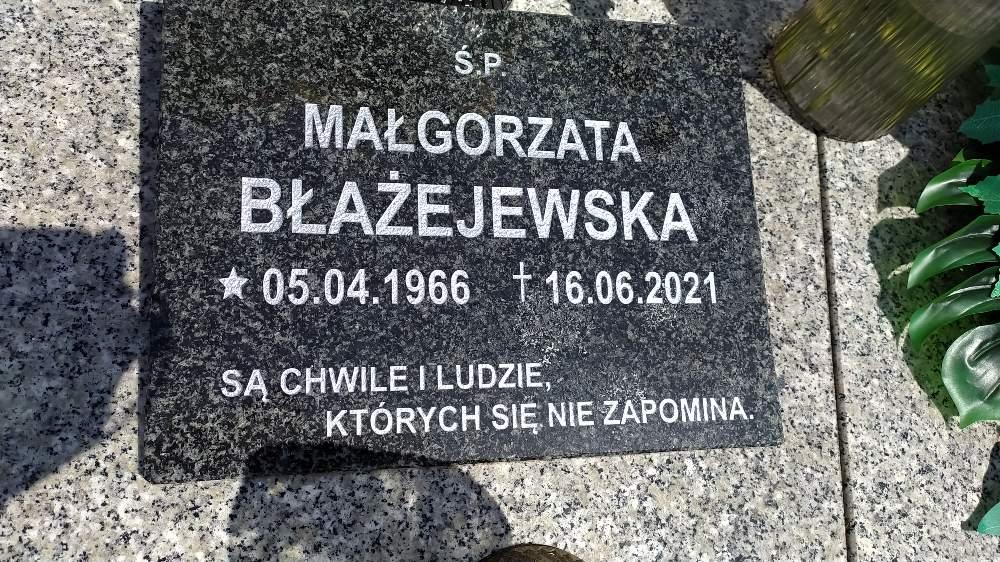 Ś.P.
MAŁGORZATA
BŁAŻEJEWSKA
★ 05.04.1966 † 16.06.2021
SĄ CHWILE I LUDZIE,
KTÓRYCH SIĘ NIE ZAPOMINA.